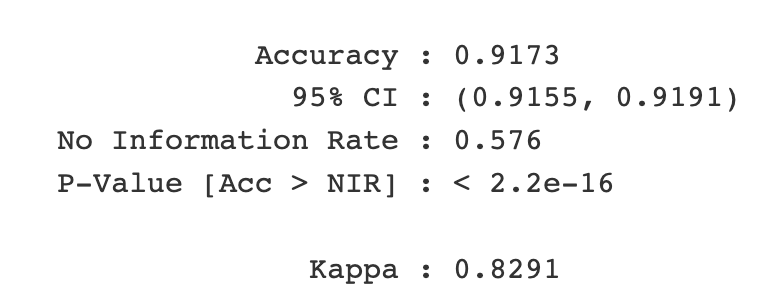 Accuracy : 0.9173
95% CI : (0.9155, 0.9191)
No Information Rate : 0.576
P-Value [Acc > NIR] : < 2.2e-16
Kappa : 0.8291